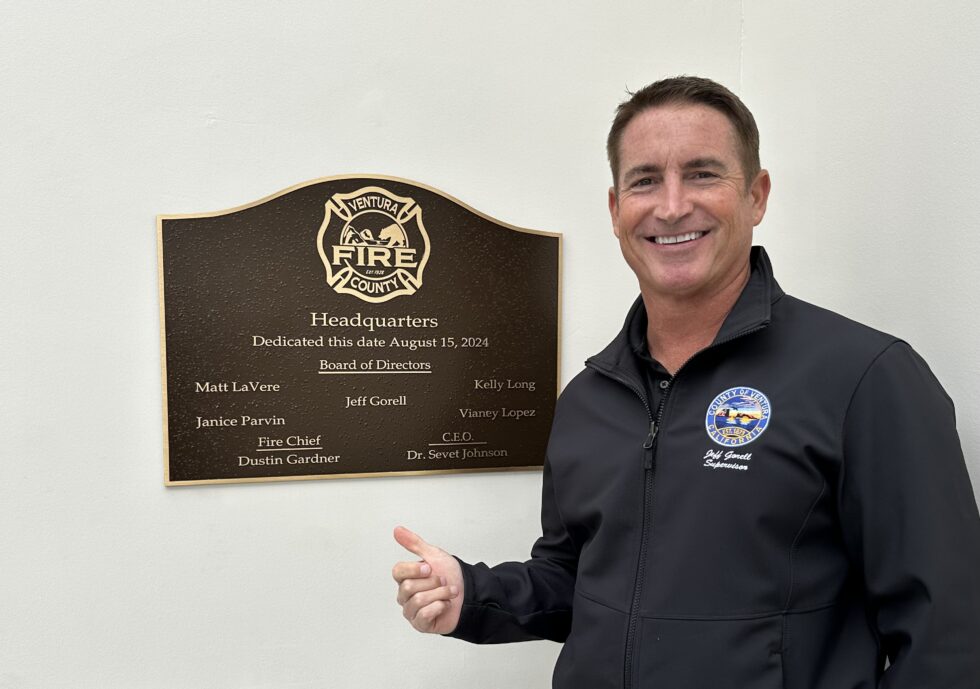 VENTURA
FIRE
EST 1928
COUNTY
Headquarters
Dedicated this date August 15, 2024
Board of Directors
Matt LaVere
Kelly Long
Jeff Gorell
Janice Parvin
Vianey Lopez
Fire Chief
C.E.O.
Dustin Gardner
Dr. Sevet Johnson
COUNTY OF VENTURA
EST. 1873
CALIFORNIA
Jeff Gorell
Supervisor